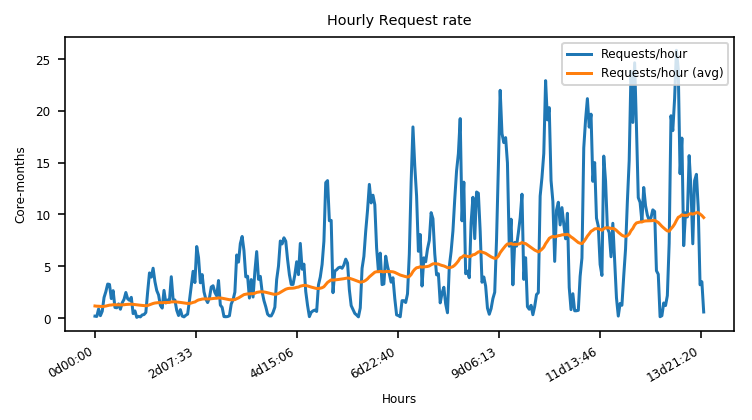 Hourly Request rate
Requests/hour
Requests/hour (avg)
Core-months
25
20
15
10
5
0
0d00:00
2d07:33
4d15:06
6d22:40
9d06:13
11d13:46
13d21:20
Hours